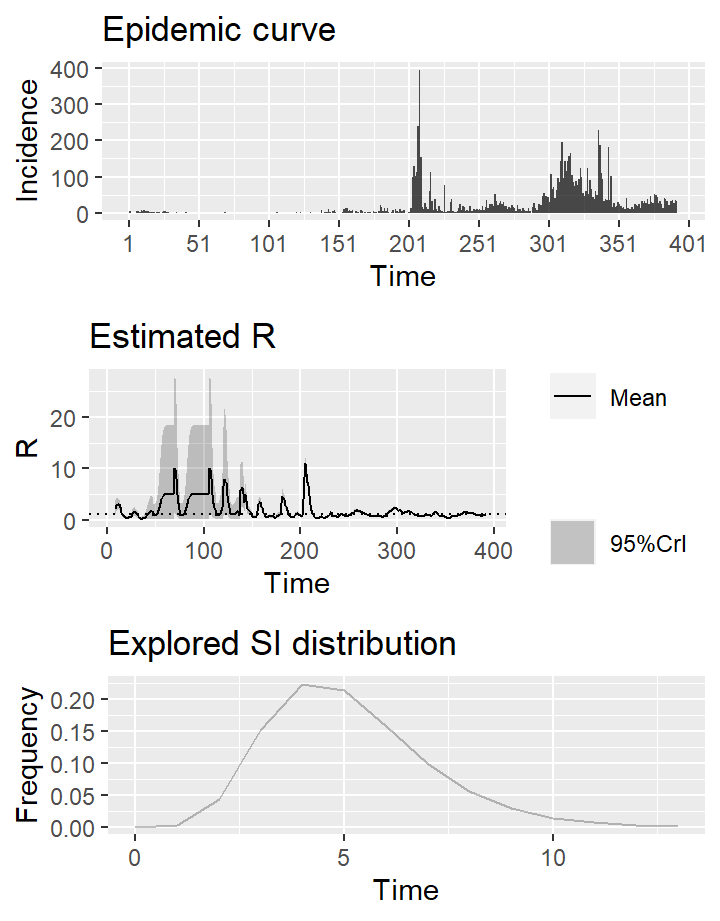 Epidemic curve
Incidence
400
300
200
100
0
1 51 101 151 201 251 301 351 401
Time
Estimated R
R
20
10
0
0 100 200 300 400
Time
Mean
95%CrI
Explored SI distribution
Frequency
0.20
0.15
0.10
0.05
0.00
0 5 10
Time